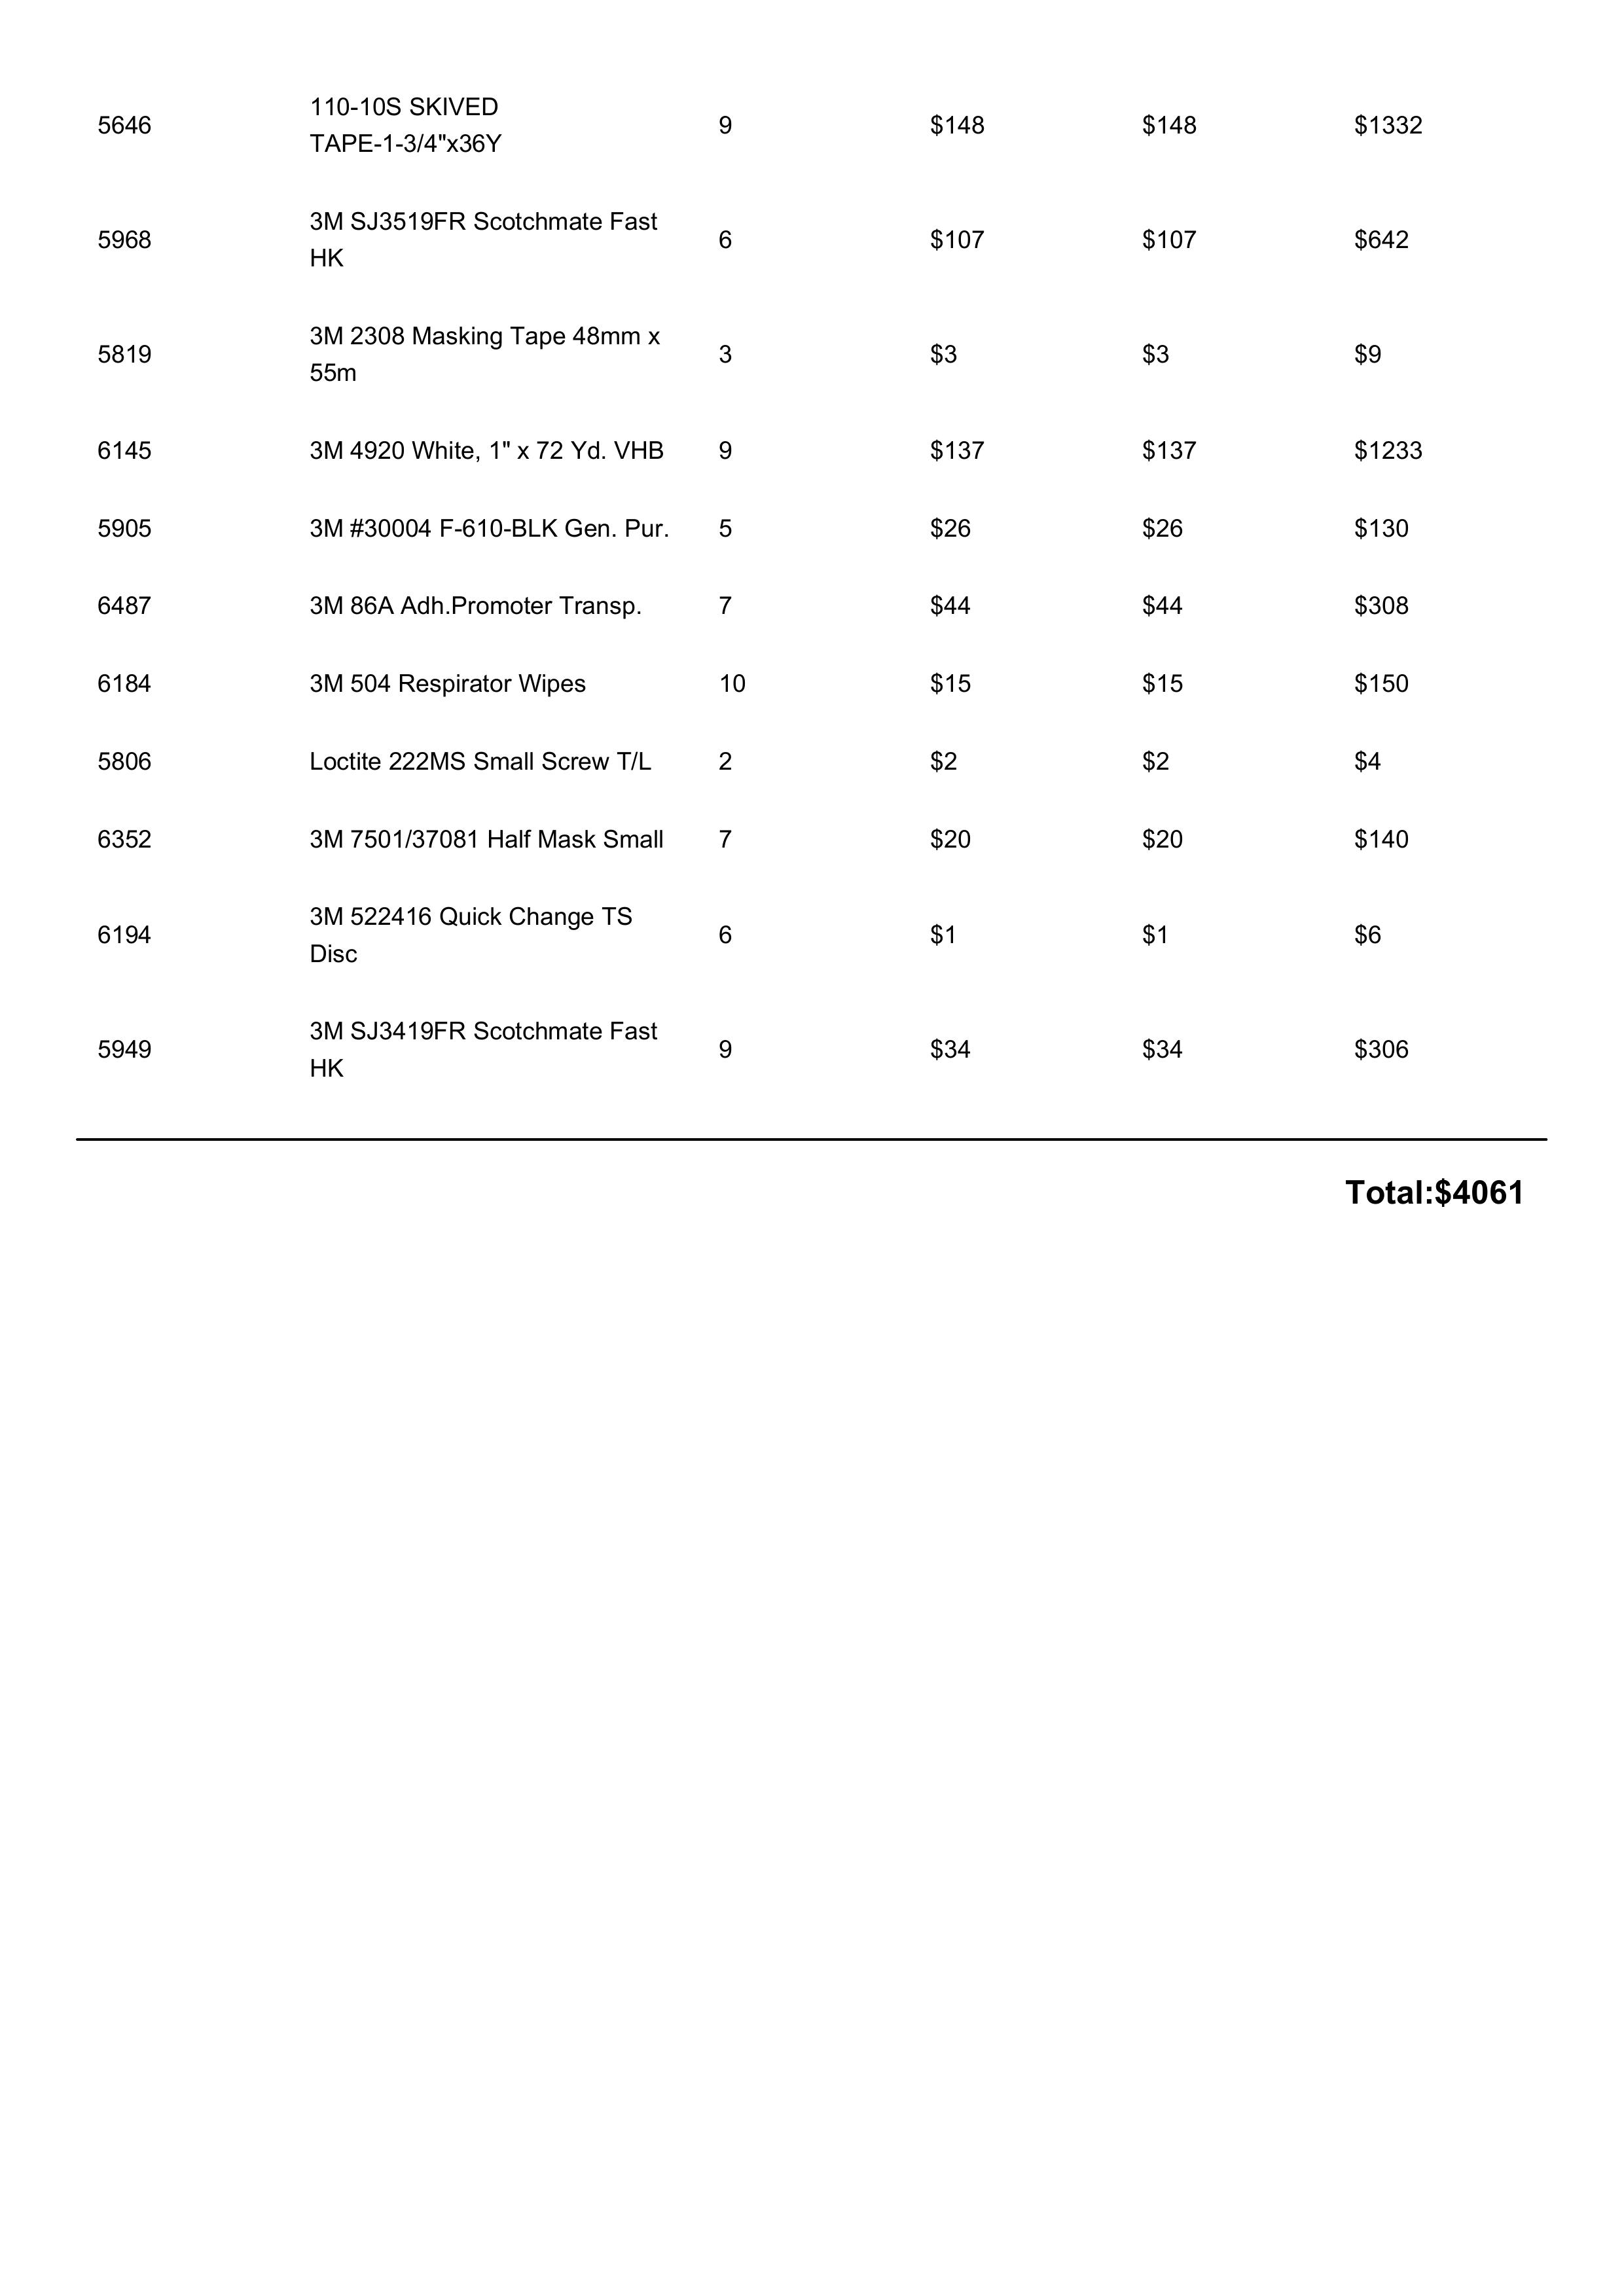 5646 110-10S SKIVED TAPE-1-3/4"x36Y 9 $148 $148 $1332
5968 3M SJ3519FR Scotchmate Fast HK 6 $107 $107 $642
5819 3M 2308 Masking Tape 48mm x 55m 3 $3 $3 $9
6145 3M 4920 White, 1" x 72 Yd. VHB 9 $137 $137 $1233
5905 3M #30004 F-610-BLK Gen. Pur. 5 $26 $26 $130
6487 3M 86A Adh.Promoter Transp. 7 $44 $44 $308
6184 3M 504 Respirator Wipes 10 $15 $15 $150
5806 Loctite 222MS Small Screw T/L 2 $2 $2 $4
6352 3M 7501/37081 Half Mask Small 7 $20 $20 $140
6194 3M 522416 Quick Change TS Disc 6 $1 $1 $6
5949 3M SJ3419FR Scotchmate Fast HK 9 $34 $34 $306
Total:$4061